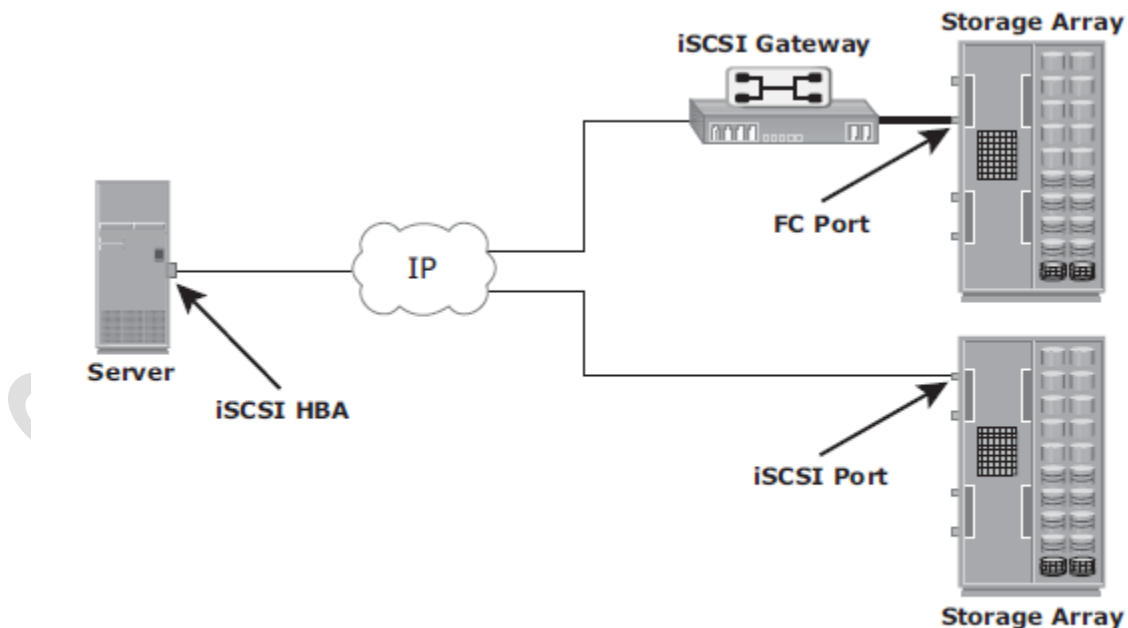 Storage Array
iSCSI Gateway
FC Port
IP
Server
iSCSI HBA
iSCSI Port
Storage Array